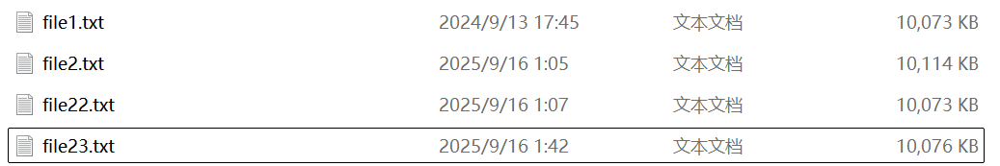 file1.txt 2024/9/13 17:45 文本文档 10,073 KB
file2.txt 2025/9/16 1:05 文本文档 10,114 KB
file22.txt 2025/9/16 1:07 文本文档 10,073 KB
file23.txt 2025/9/16 1:42 文本文档 10,076 KB